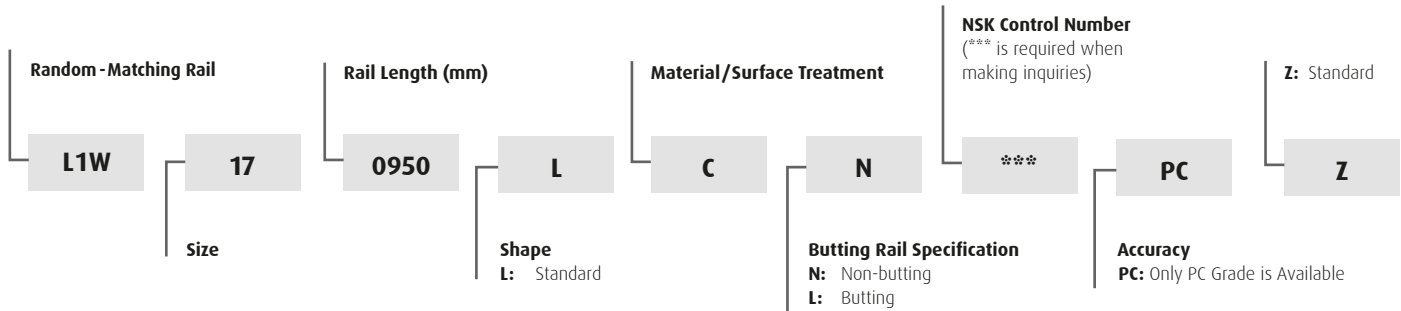 NSK Control Number
(*** is required when
making inquiries)
Random-Matching Rail
Rail Length (mm)
Material/Surface Treatment
Z: Standard
L1W
17
0950
L
C
N
***
PC
Z
Size
Shape
L: Standard
Butting Rail Specification
N: Non-butting
L: Butting
Accuracy
PC: Only PC Grade is Available